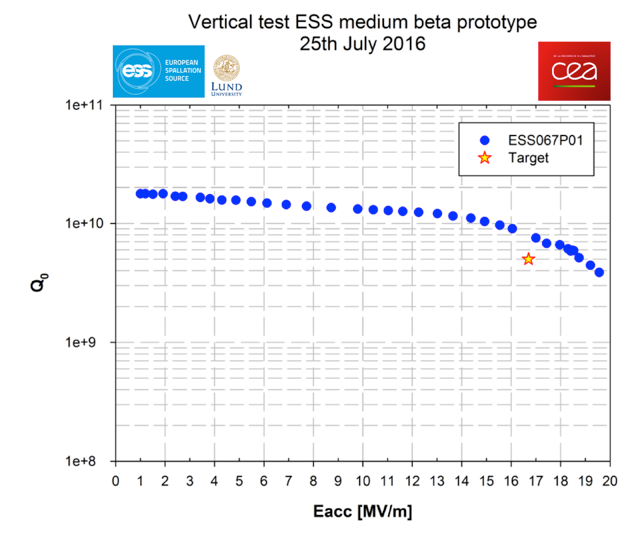 Vertical test ESS medium beta prototype
25th July 2016
ess
EUROPEAN
SPALLATION
SOURCE
LUND
UNIVERSITY
cea
1e+11
ESS067P01
Target
1e+10
Q0
1e+9
1e+8
0 1 2 3 4 5 6 7 8 9 10 11 12 13 14 15 16 17 18 19 20
Eacc [MV/m]